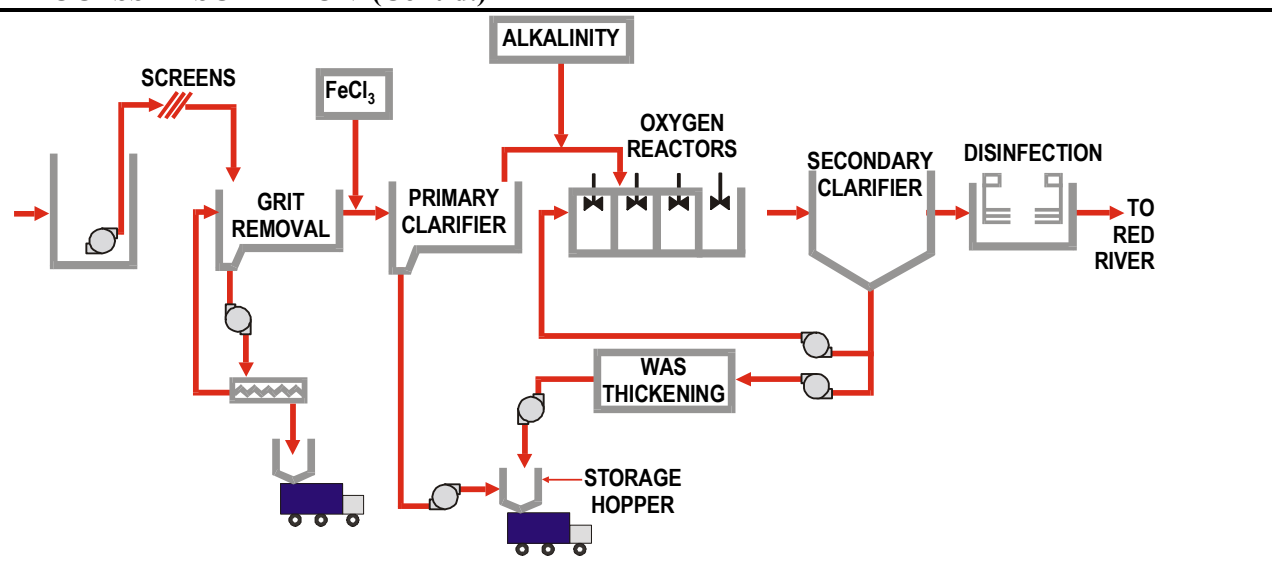 ALKALINITY
SCREENS
FeCl₃
OXYGEN
REACTORS
SECONDARY
CLARIFIER
DISINFECTION
GRIT
REMOVAL
PRIMARY
CLARIFIER
TO
RED
RIVER
WAS
THICKENING
STORAGE
HOPPER